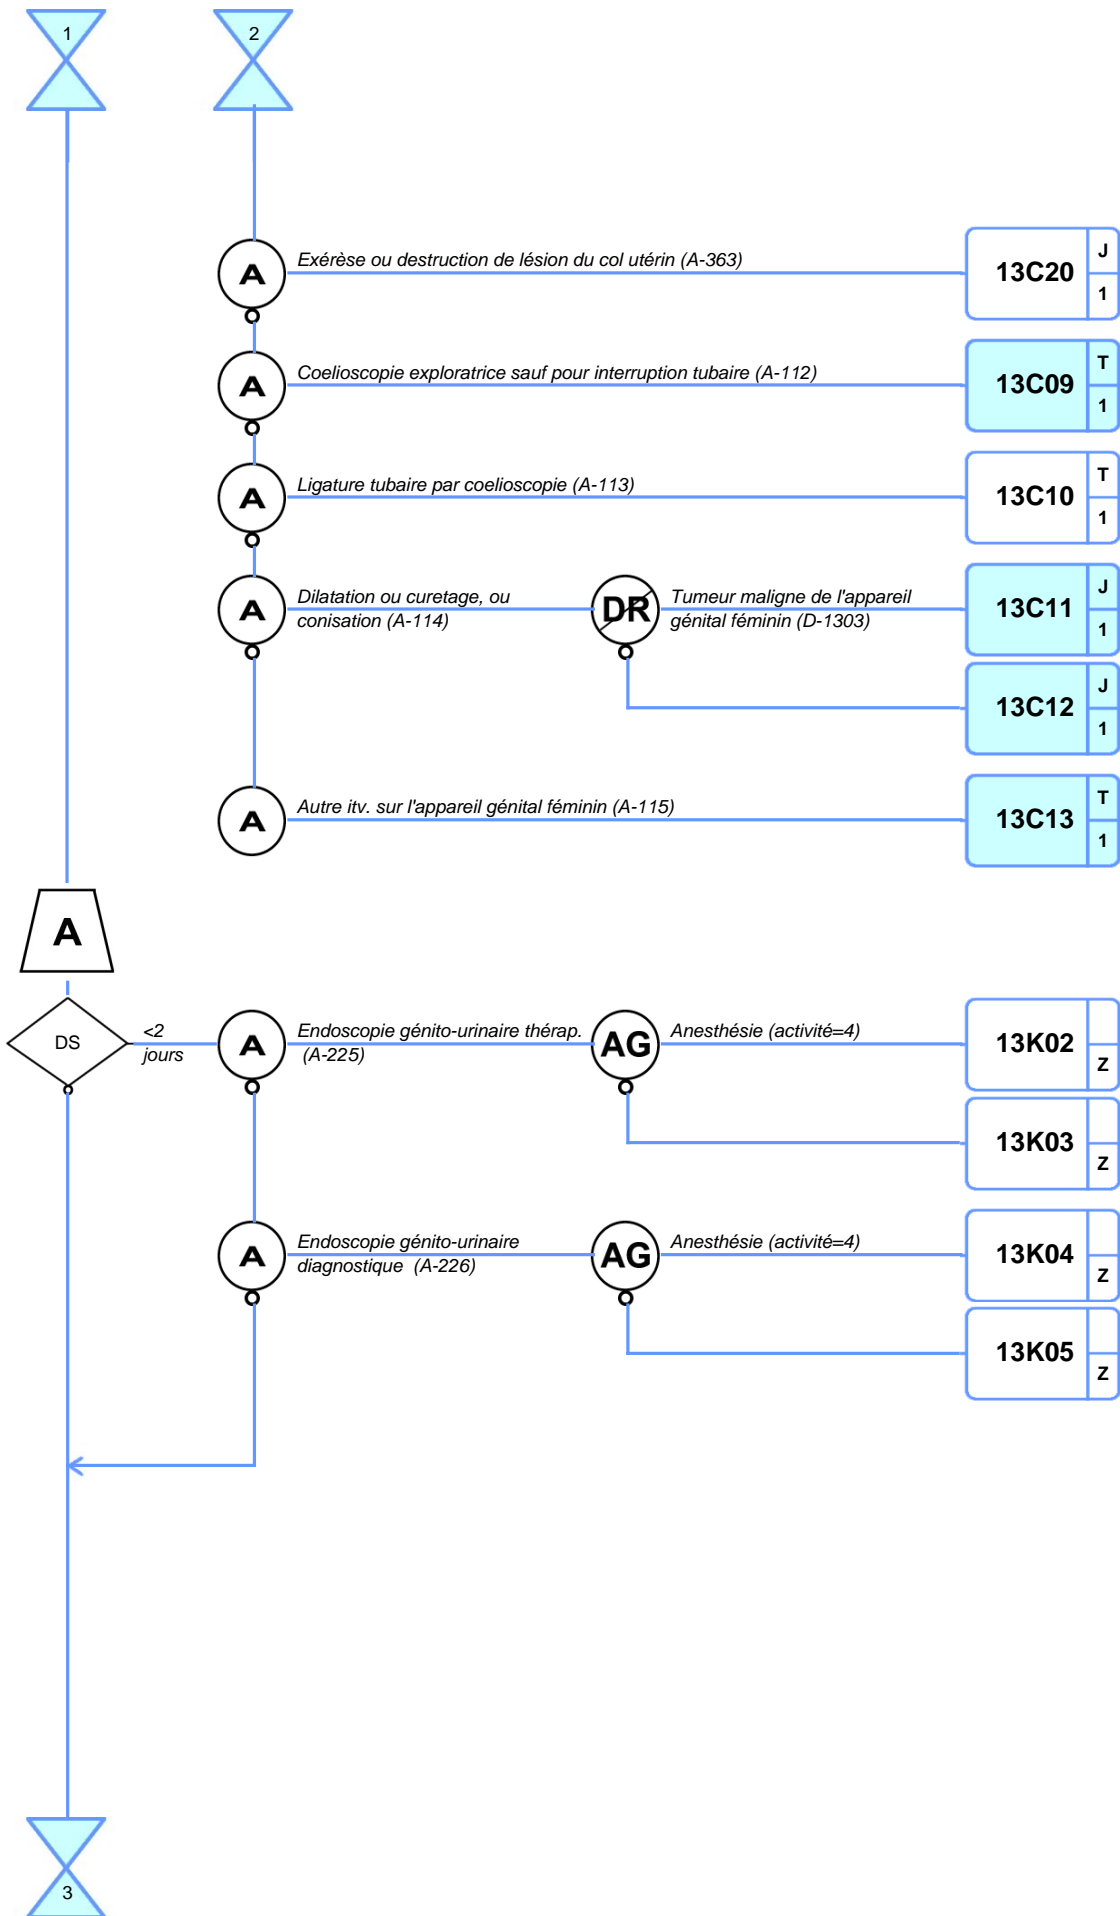 1
2
A
Exérèse ou destruction de lésion du col utérin (A-363)
13C20
J
1
A
Coelioscopie exploratrice sauf pour interruption tubaire (A-112)
13C09
T
1
A
Ligature tubaire par coelioscopie (A-113)
13C10
T
1
A
Dilatation ou curetage, ou
conisation (A-114)
DR
Tumeur maligne de l'appareil
génital féminin (D-1303)
13C11
J
1
13C12
J
1
A
Autre itv. sur l'appareil génital féminin (A-115)
13C13
T
1
A
DS
<2
jours
A
Endoscopie génito-urinaire thérap.
(A-225)
AG
Anesthésie (activité=4)
13K02
Z
13K03
Z
A
Endoscopie génito-urinaire
diagnostique (A-226)
AG
Anesthésie (activité=4)
13K04
Z
13K05
Z
3